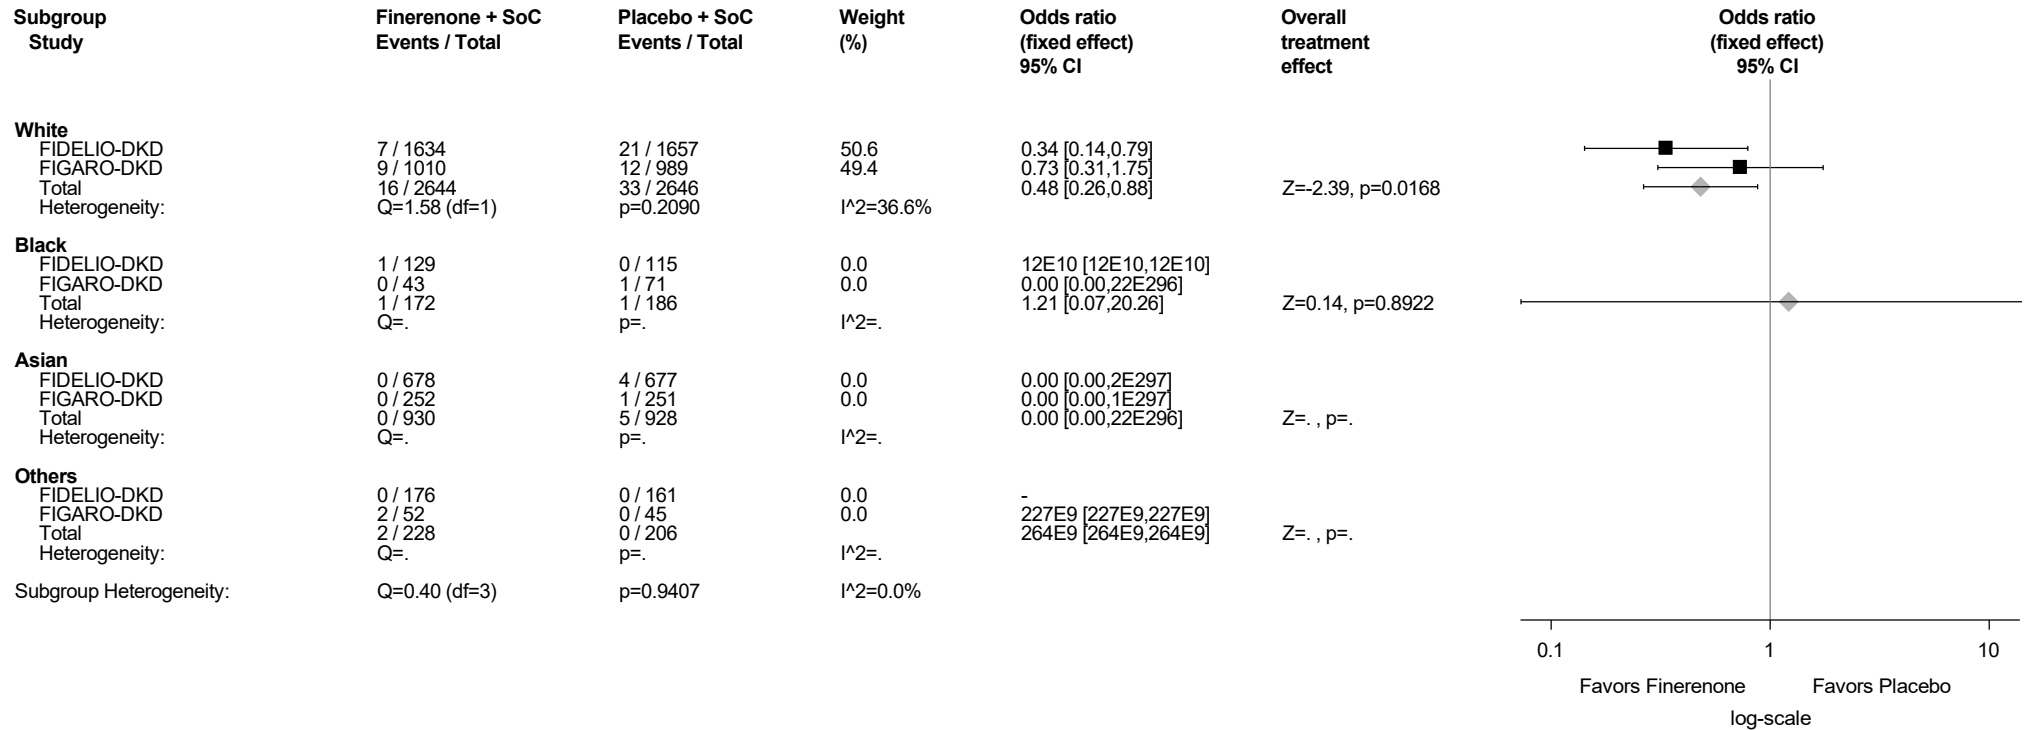 Subgroup Finerenone + SoC Placebo + SoC Weight Odds ratio Overall Odds ratio
Study Events / Total Events / Total (%) (fixed effect) treatment (fixed effect)
95% CI effect 95% CI
White
FIDELIO-DKD 7 / 1634 21 / 1657 50.6 0.34 [0.14,0.79]
FIGARO-DKD 9 / 1010 12 / 989 49.4 0.73 [0.31,1.75]
Total 16 / 2644 33 / 2646 0.48 [0.26,0.88] Z=-2.39, p=0.0168
Heterogeneity: Q=1.58 (df=1) p=0.2090 I^2=36.6%
Black
FIDELIO-DKD 1 / 129 0 / 115 0.0 12E10 [12E10,12E10]
FIGARO-DKD 0 / 43 1 / 71 0.0 0.00 [0.00,22E296]
Total 1 / 172 1 / 186 1.21 [0.07,20.26] Z=0.14, p=0.8922
Heterogeneity: Q=. p=. I^2=.
Asian
FIDELIO-DKD 0 / 678 4 / 677 0.0 0.00 [0.00,2E297]
FIGARO-DKD 0 / 252 1 / 251 0.0 0.00 [0.00,1E297]
Total 0 / 930 5 / 928 0.00 [0.00,22E296] Z=. , p=.
Heterogeneity: Q=. p=. I^2=.
Others
FIDELIO-DKD 0 / 176 0 / 161 0.0 -
FIGARO-DKD 2 / 52 0 / 45 0.0 227E9 [227E9,227E9]
Total 2 / 228 0 / 206 264E9 [264E9,264E9] Z=. , p=.
Heterogeneity: Q=. p=. I^2=.
Subgroup Heterogeneity: Q=0.40 (df=3) p=0.9407 I^2=0.0%
0.1 1 10
Favors Finerenone Favors Placebo
log-scale